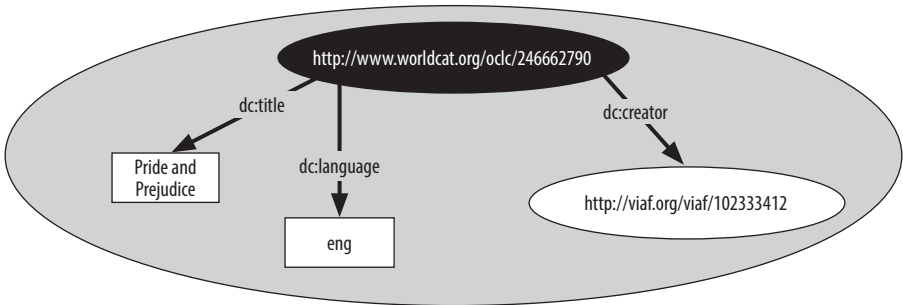 http://www.worldcat.org/oclc/246662790
dc:title
dc:creator
Pride and
Prejudice
dc:language
http://viaf.org/viaf/102333412
eng